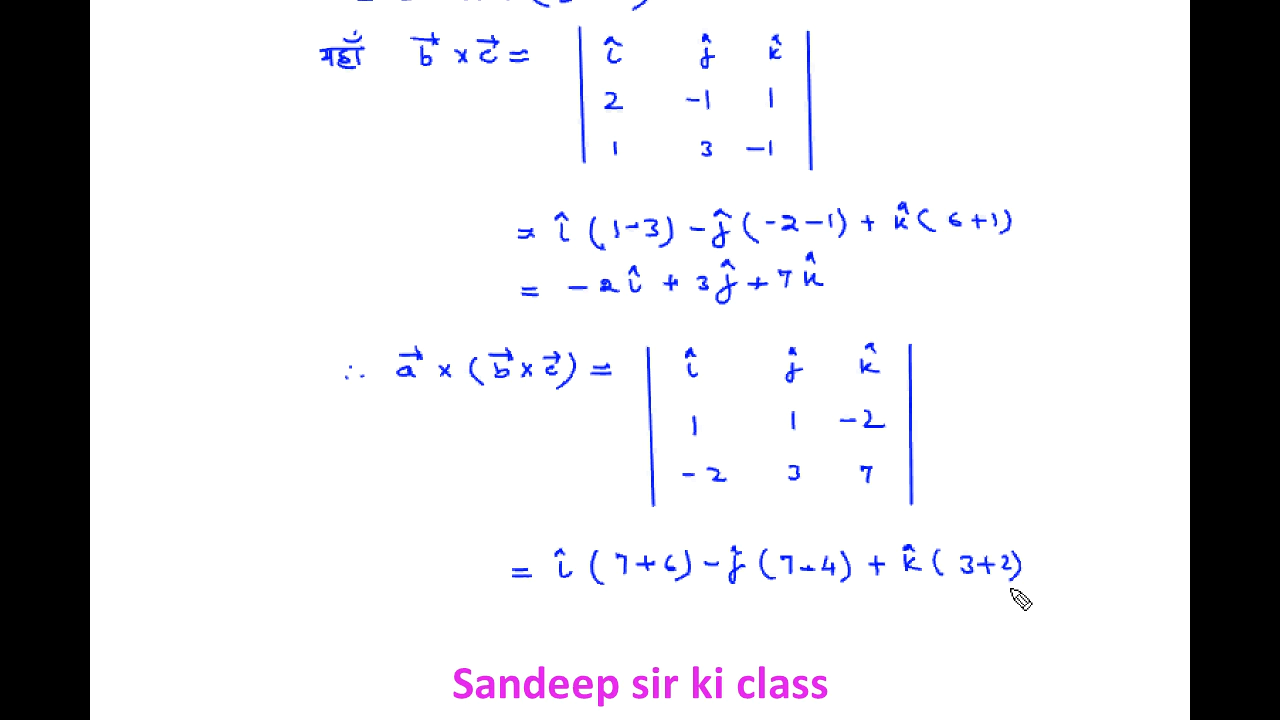 यहाँ b⃗ × c⃗ = | î ĵ k̂ |
| 2 -1 1 |
| 1 3 -1 |
= î (1-3) - ĵ (-2-1) + k̂ (6+1)
= -2î + 3ĵ + 7k̂
∴ a⃗ × (b⃗ × c⃗) = | î ĵ k̂ |
| 1 1 -2 |
| -2 3 7 |
= î (7+6) - ĵ (7-4) + k̂ (3+2)
Sandeep sir ki class